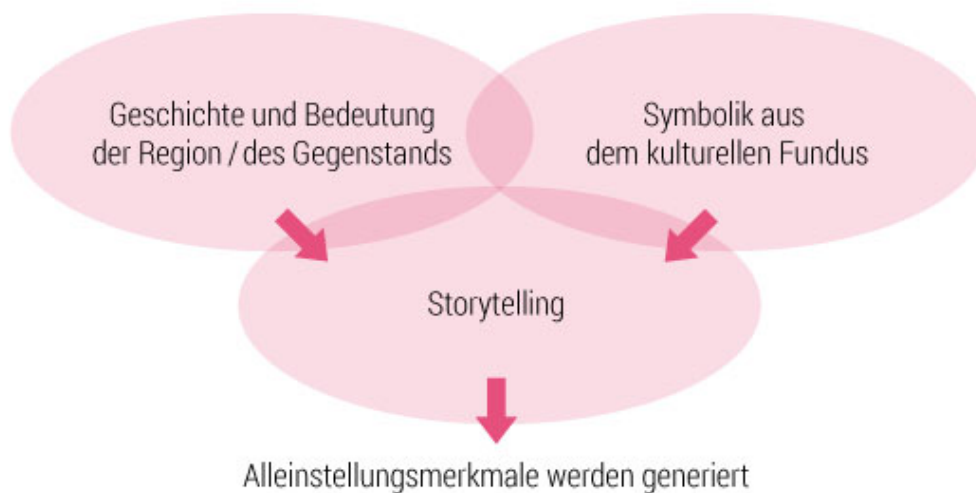 Geschichte und Bedeutung
der Region / des Gegenstands
Symbolik aus
dem kulturellen Fundus
Storytelling
Alleinstellungsmerkmale werden generiert